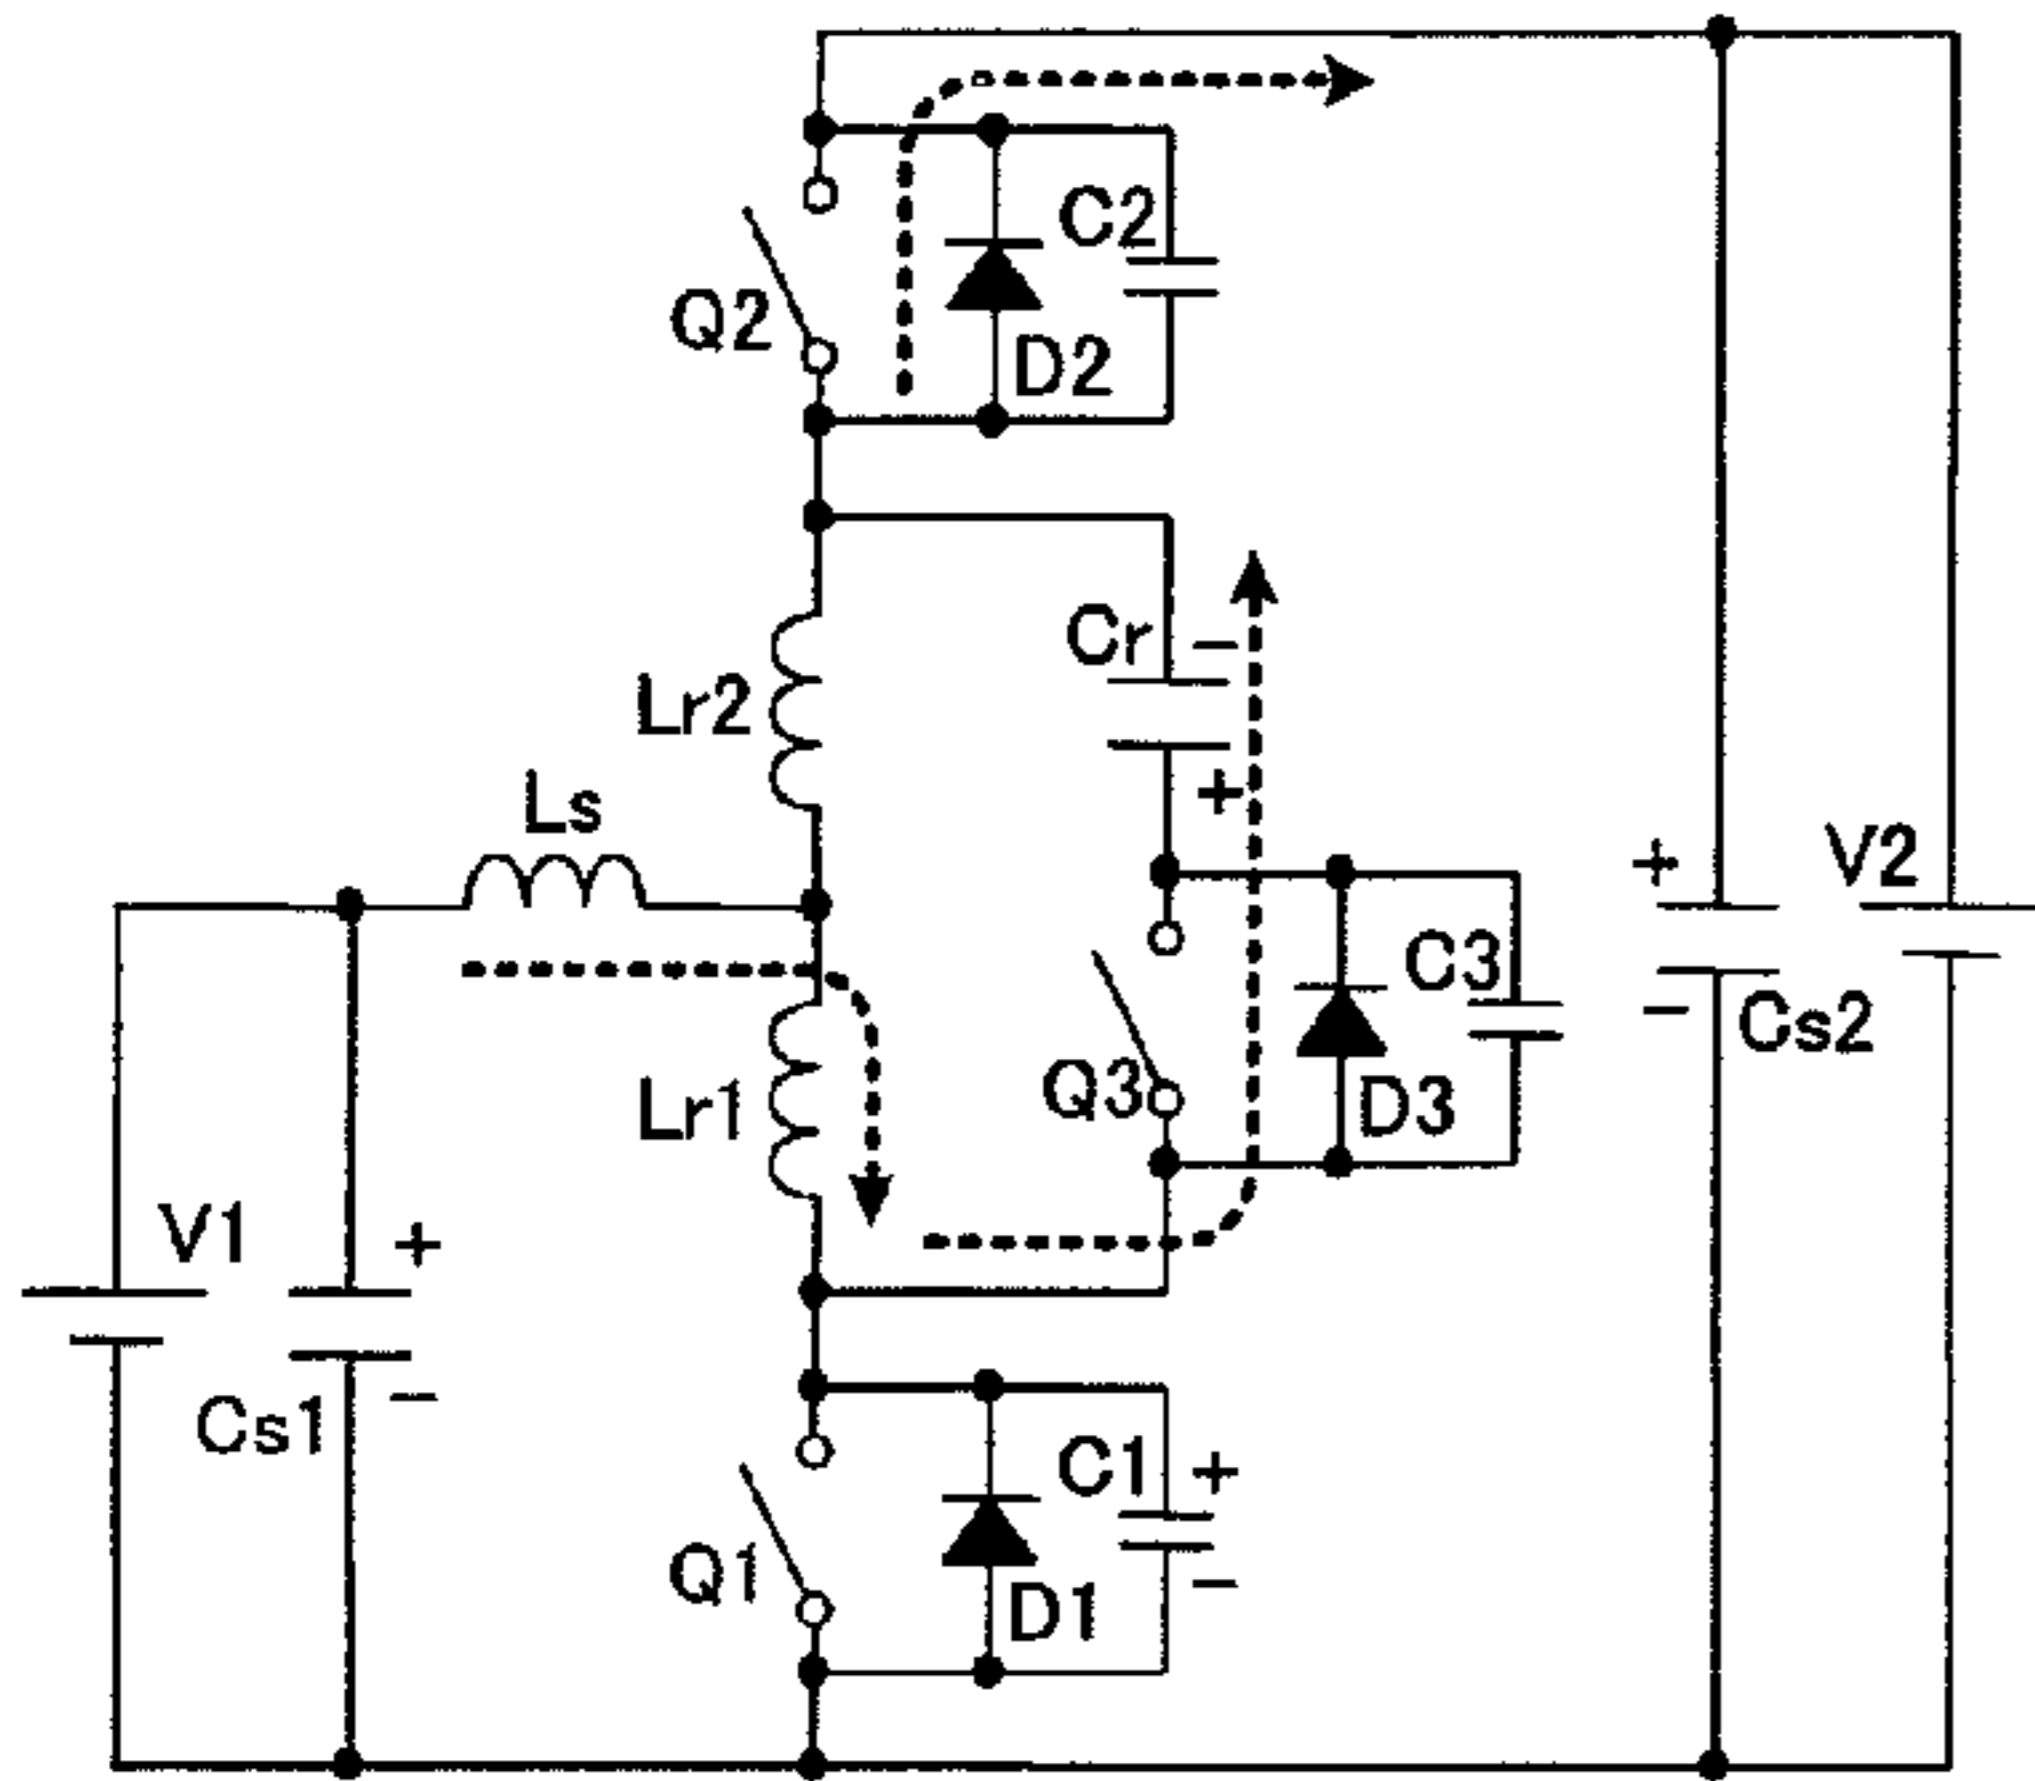 C2
Q2
D2
Cr −
Lr2
Ls
+
+
V2
C3
− Cs2
Q3
D3
Lr1
V1
+
Cs1
−
C1
+
Q1
D1
−